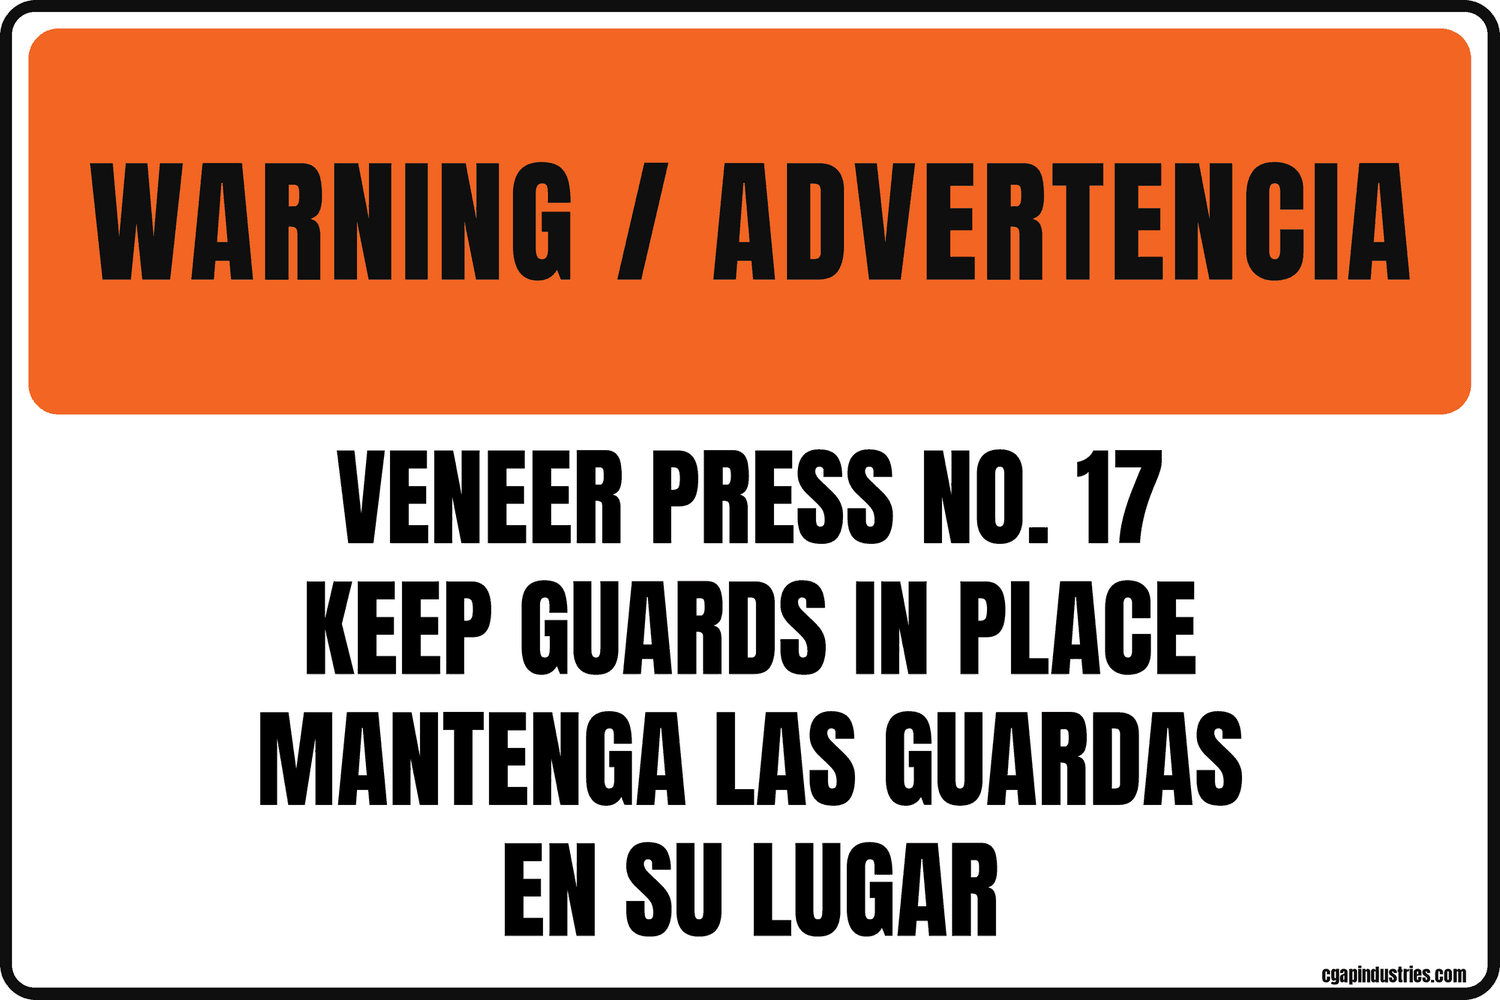 WARNING / ADVERTENCIA
VENEER PRESS NO. 17
KEEP GUARDS IN PLACE
MANTENGA LAS GUARDAS
EN SU LUGAR
cgapindustries.com